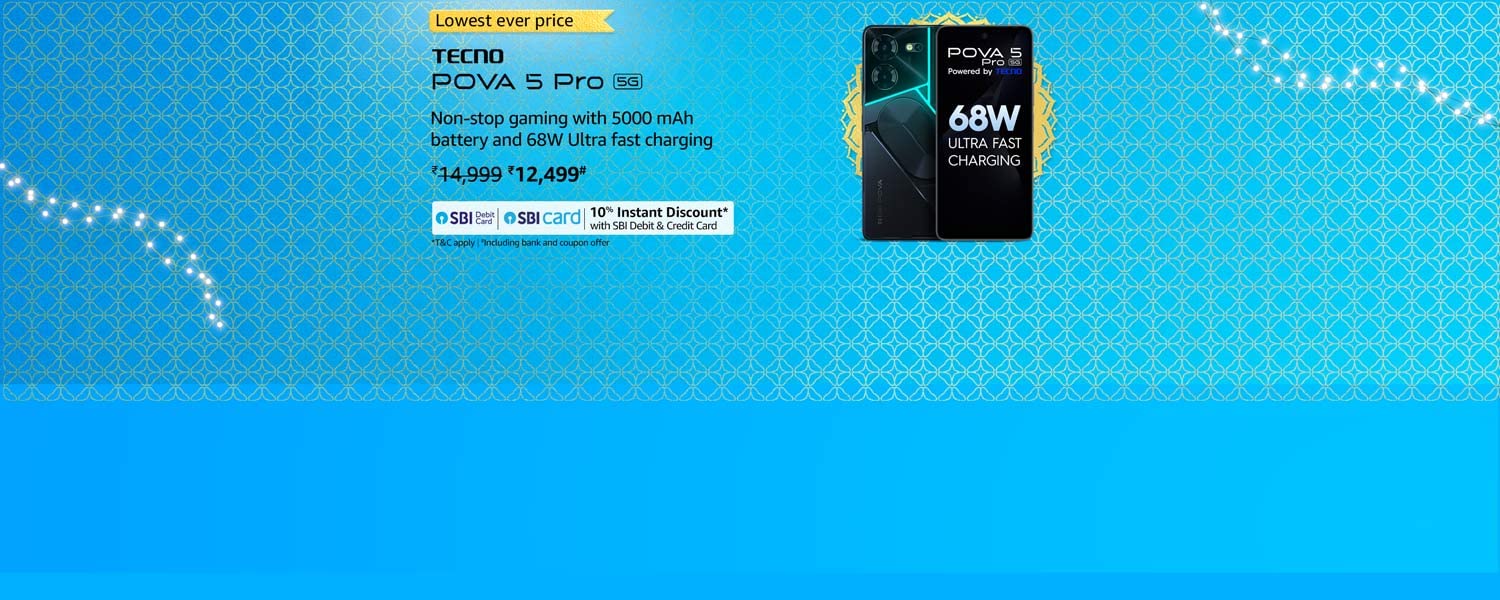 Lowest ever price
TECNO
POVA 5 Pro 5G
Non-stop gaming with 5000 mAh
battery and 68W Ultra fast charging
₹14,999 ₹12,499#
SBI Debit Card | SBI card | 10% Instant Discount*
with SBI Debit & Credit Card
*T&C apply | #Including bank and coupon offer
POVA 5
Pro 5G
Powered by TECNO
68W
ULTRA FAST
CHARGING